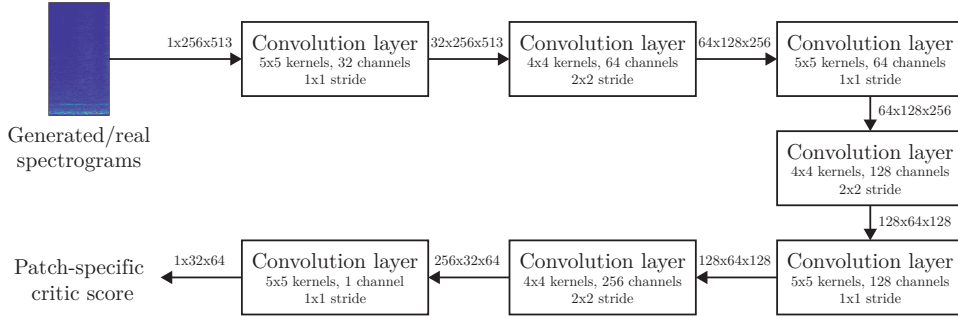 1x256x513
Convolution layer
5x5 kernels, 32 channels
1x1 stride
32x256x513
Convolution layer
4x4 kernels, 64 channels
2x2 stride
64x128x256
Convolution layer
5x5 kernels, 64 channels
1x1 stride
Generated/real
spectrograms
64x128x256
Convolution layer
4x4 kernels, 128 channels
2x2 stride
128x64x128
Convolution layer
5x5 kernels, 128 channels
1x1 stride
128x64x128
Convolution layer
4x4 kernels, 256 channels
2x2 stride
256x32x64
Convolution layer
5x5 kernels, 1 channel
1x1 stride
1x32x64
Patch-specific
critic score